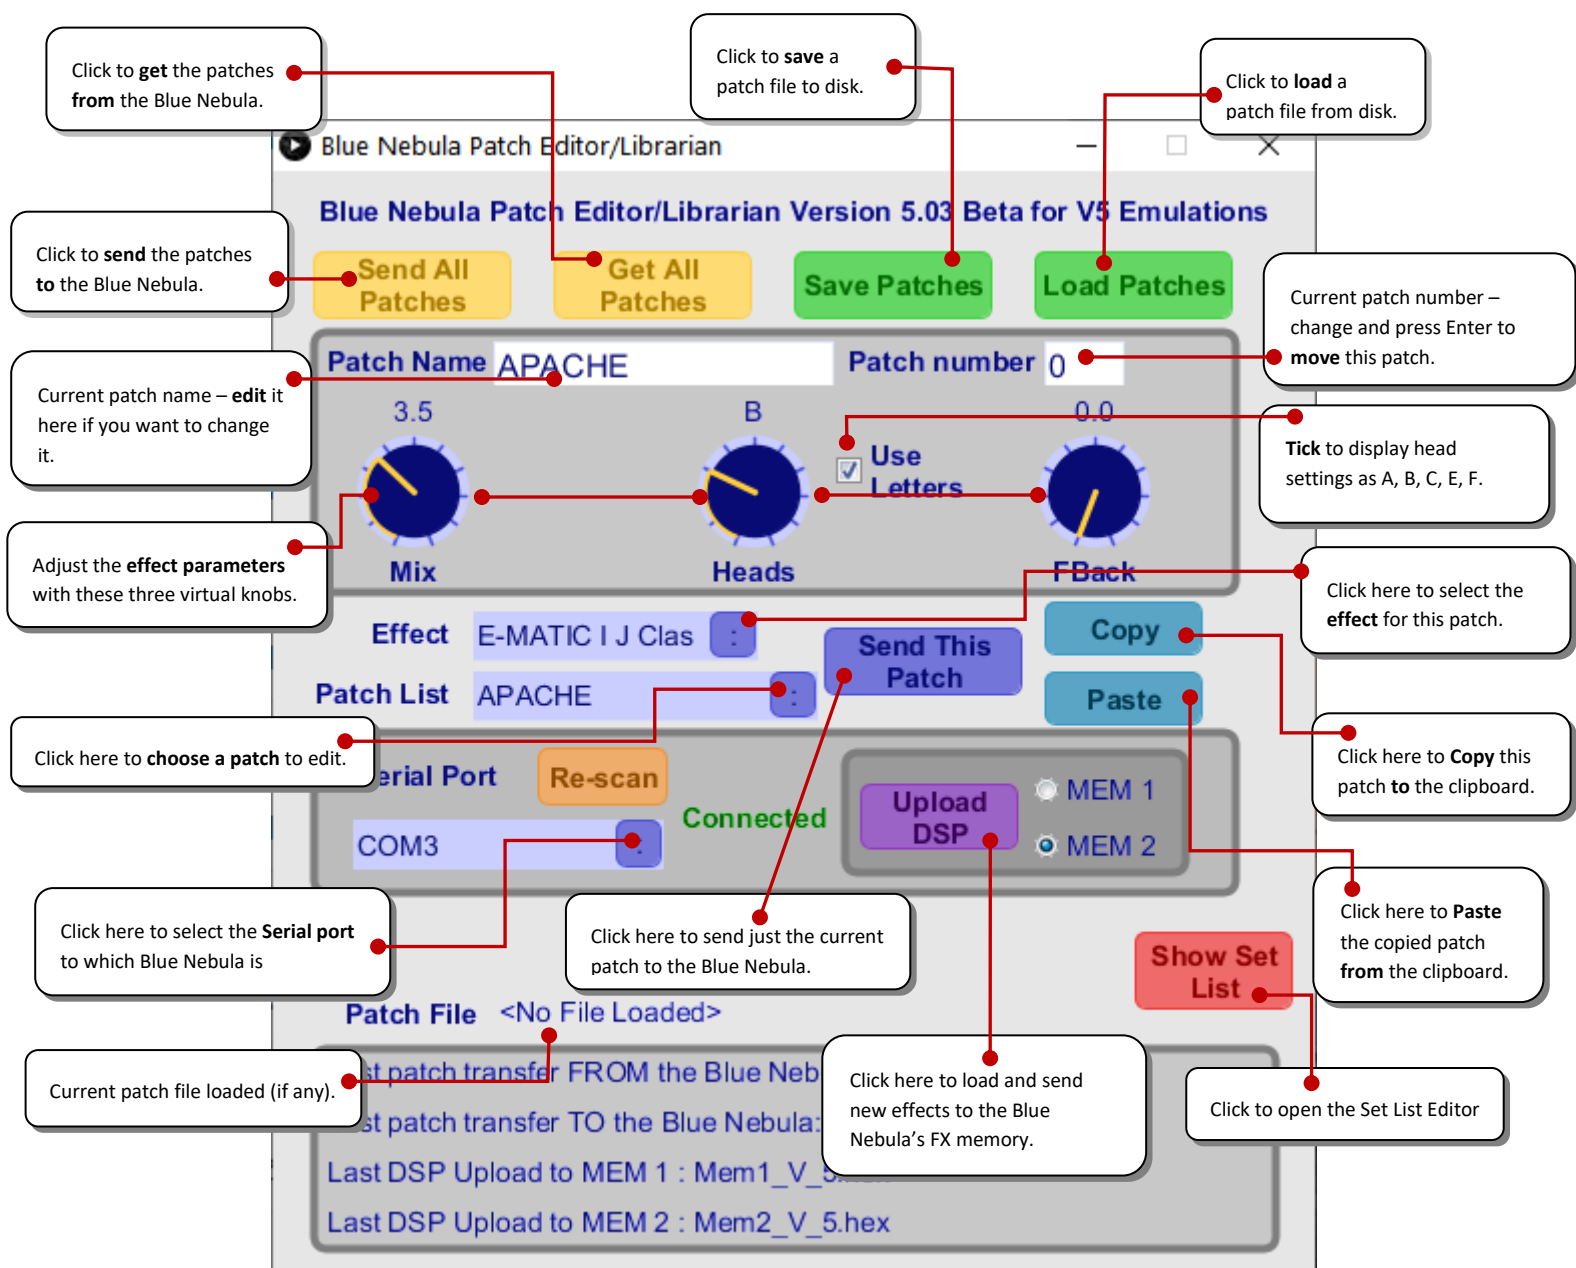 Click to get the patches
from the Blue Nebula.
Click to save a
patch file to disk.
Click to load a
patch file from disk.
Blue Nebula Patch Editor/Librarian
Blue Nebula Patch Editor/Librarian Version 5.03 Beta for V5 Emulations
Click to send the patches
to the Blue Nebula.
Send All
Patches
Get All
Patches
Save Patches
Load Patches
Current patch number –
change and press Enter to
move this patch.
Patch Name APACHE
Patch number 0
Current patch name – edit it
here if you want to change
it.
3.5
B
0.0
Use
Letters
Tick to display head
settings as A, B, C, E, F.
Adjust the effect parameters
with these three virtual knobs.
Mix
Heads
FBack
Click here to select the
effect for this patch.
Effect E-MATIC I J Clas :
Send This
Patch
Copy
Patch List APACHE :
Paste
Click here to choose a patch to edit.
Click here to Copy this
patch to the clipboard.
erial Port
Re-scan
Connected
COM3 :
Upload
DSP
MEM 1
MEM 2
Click here to select the Serial port
to which Blue Nebula is
Click here to send just the current
patch to the Blue Nebula.
Click here to Paste
the copied patch
from the clipboard.
Show Set
List
Patch File <No File Loaded>
Current patch file loaded (if any).
Click here to load and send
new effects to the Blue
Nebula's FX memory.
Click to open the Set List Editor
st patch transfer FROM the Blue Neb
st patch transfer TO the Blue Nebula:
Last DSP Upload to MEM 1 : Mem1_V_5.
Last DSP Upload to MEM 2 : Mem2_V_5.hex